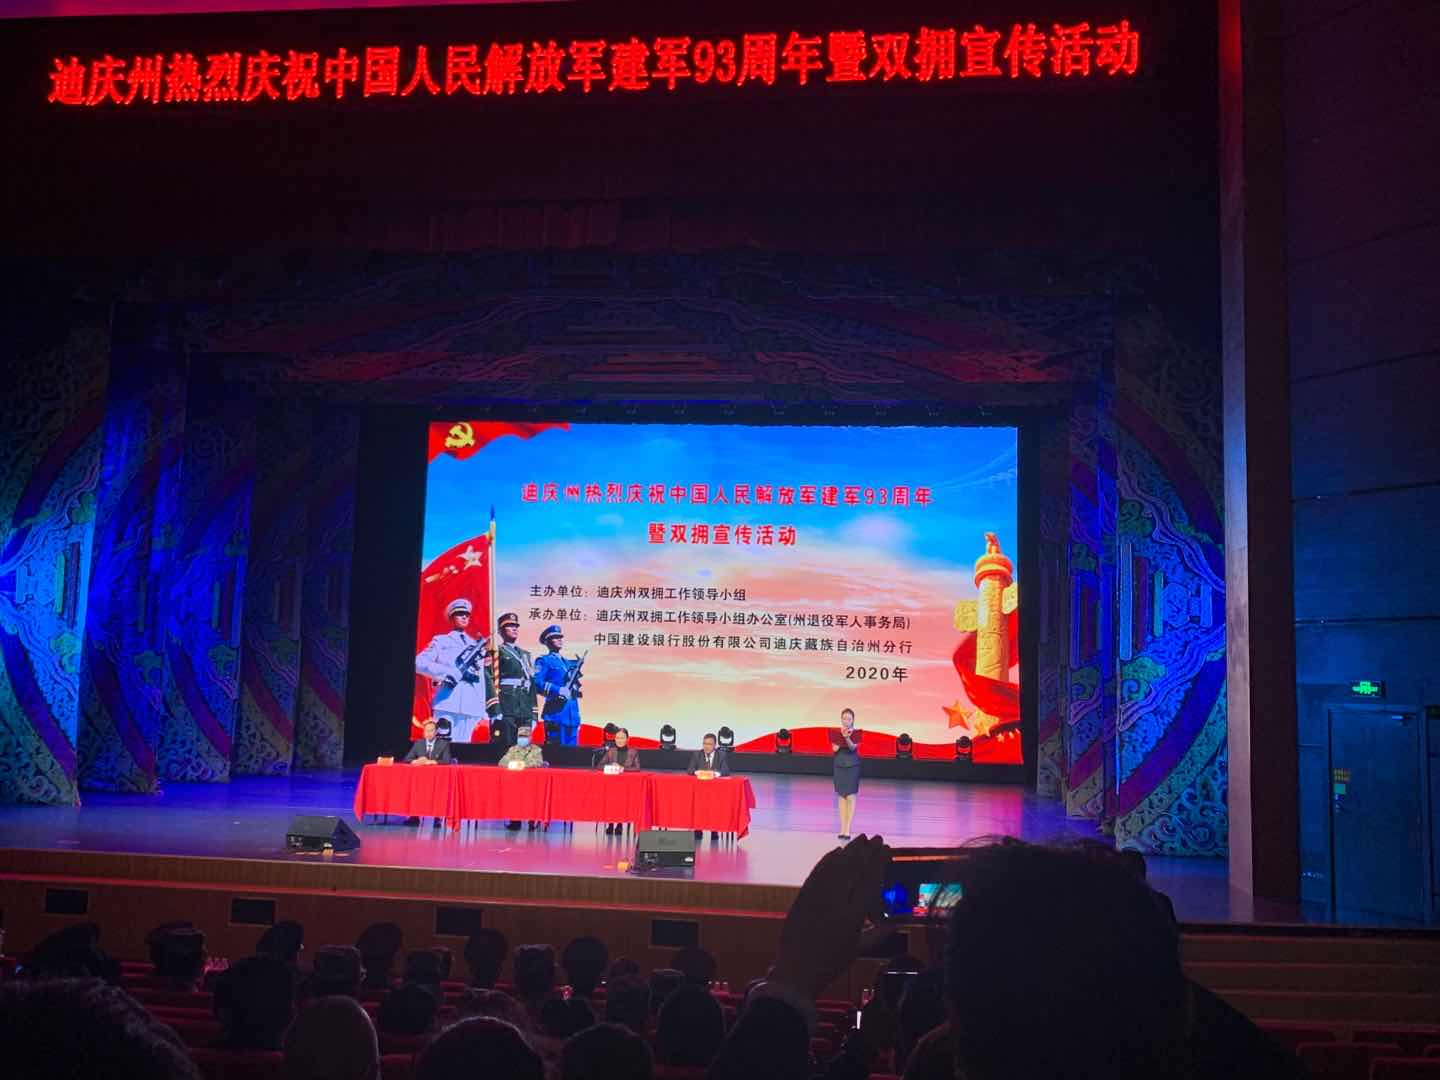 迪庆州热烈庆祝中国人民解放军建军93周年暨双拥宣传活动
迪庆州热烈庆祝中国人民解放军建军93周年
暨双拥宣传活动
主办单位：迪庆州双拥工作领导小组
承办单位：迪庆州双拥工作领导小组办公室(州退役军人事务局)
中国建设银行股份有限公司迪庆藏族自治州分行
2020年